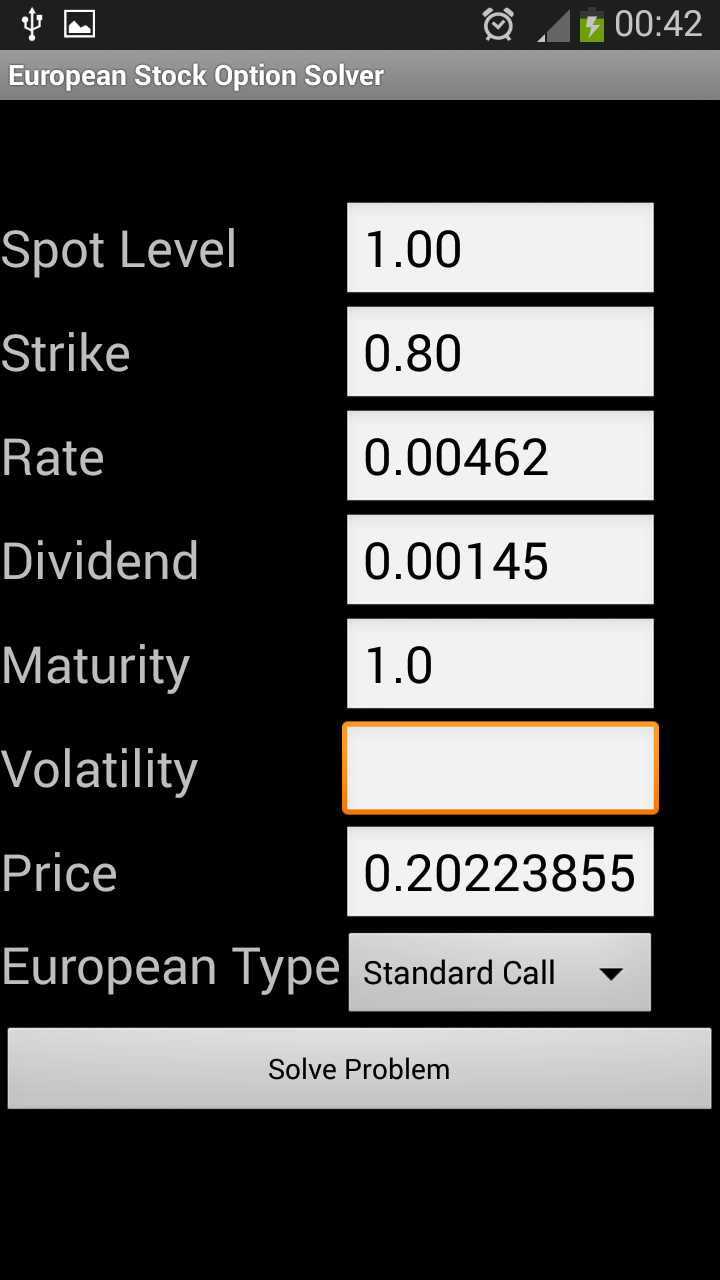 00:42
European Stock Option Solver
Spot Level 1.00
Strike 0.80
Rate 0.00462
Dividend 0.00145
Maturity 1.0
Volatility
Price 0.20223855
European Type Standard Call
Solve Problem